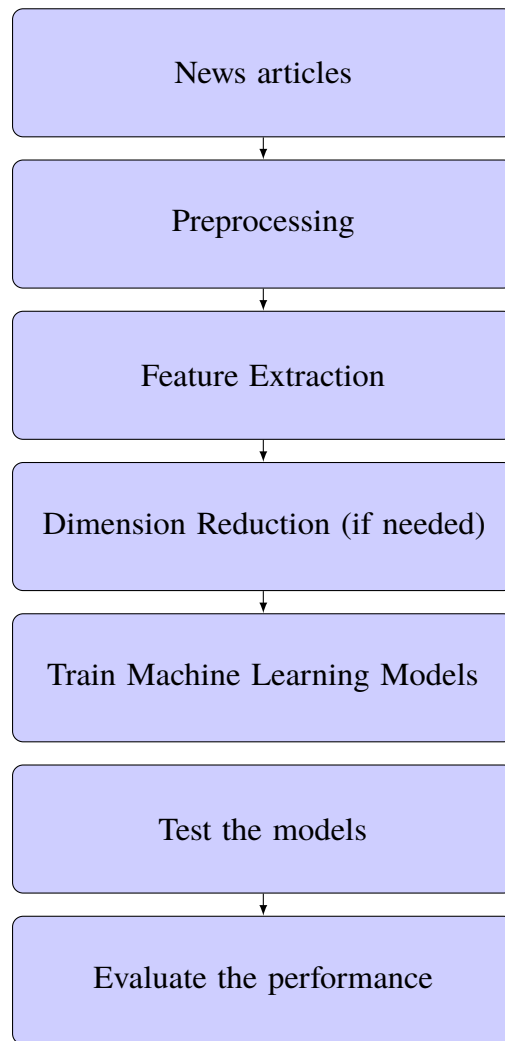 News articles
Preprocessing
Feature Extraction
Dimension Reduction (if needed)
Train Machine Learning Models
Test the models
Evaluate the performance